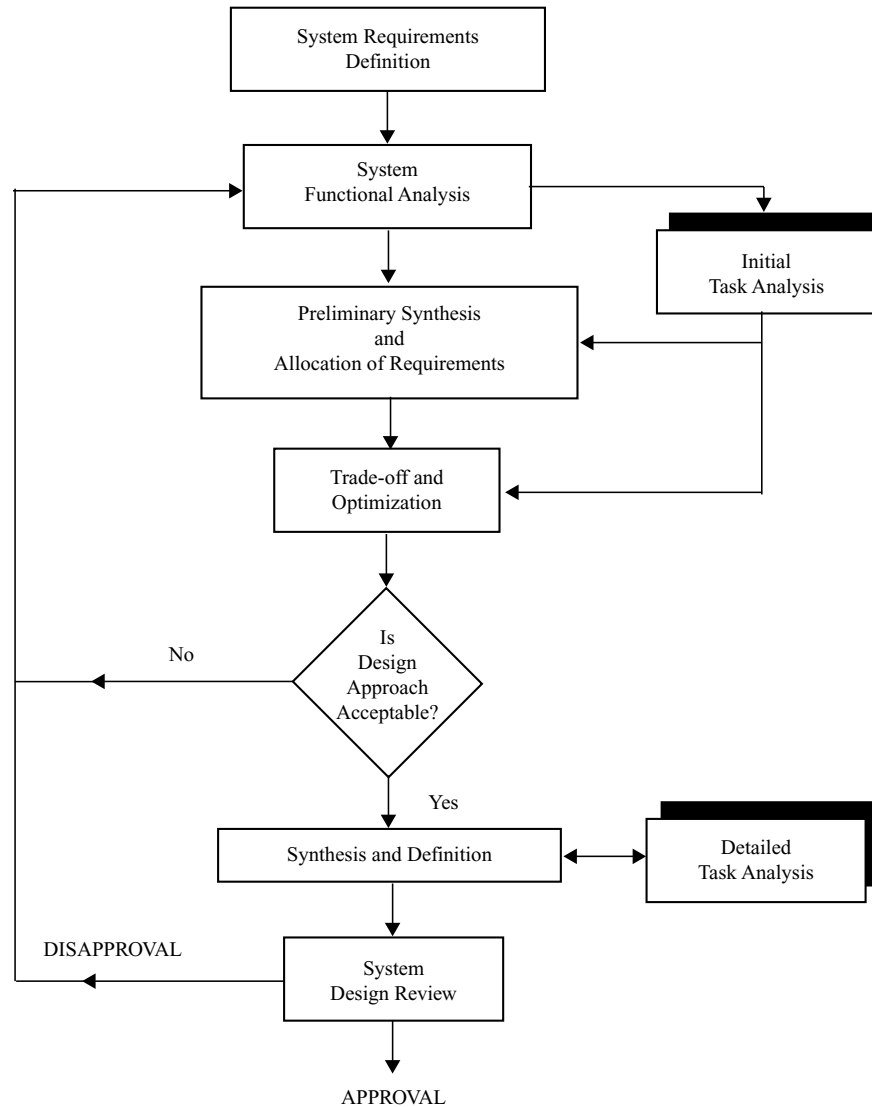 System Requirements
Definition
System
Functional Analysis
Initial
Task Analysis
Preliminary Synthesis
and
Allocation of Requirements
Trade-off and
Optimization
Is
Design
Approach
Acceptable?
No
Yes
Synthesis and Definition
Detailed
Task Analysis
DISAPPROVAL
System
Design Review
APPROVAL